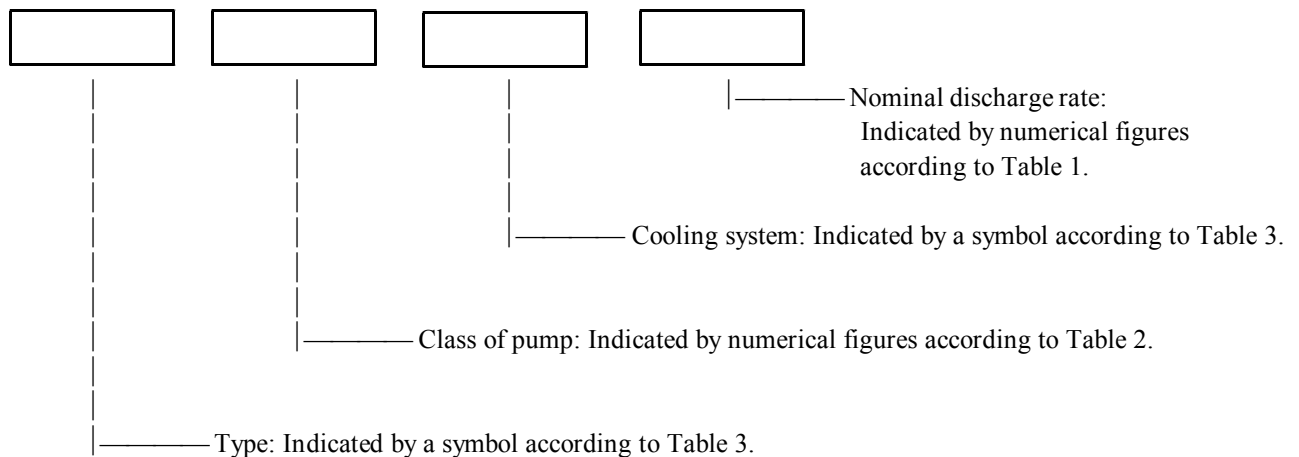 Nominal discharge rate:
Indicated by numerical figures
according to Table 1.
Cooling system: Indicated by a symbol according to Table 3.
Class of pump: Indicated by numerical figures according to Table 2.
Type: Indicated by a symbol according to Table 3.